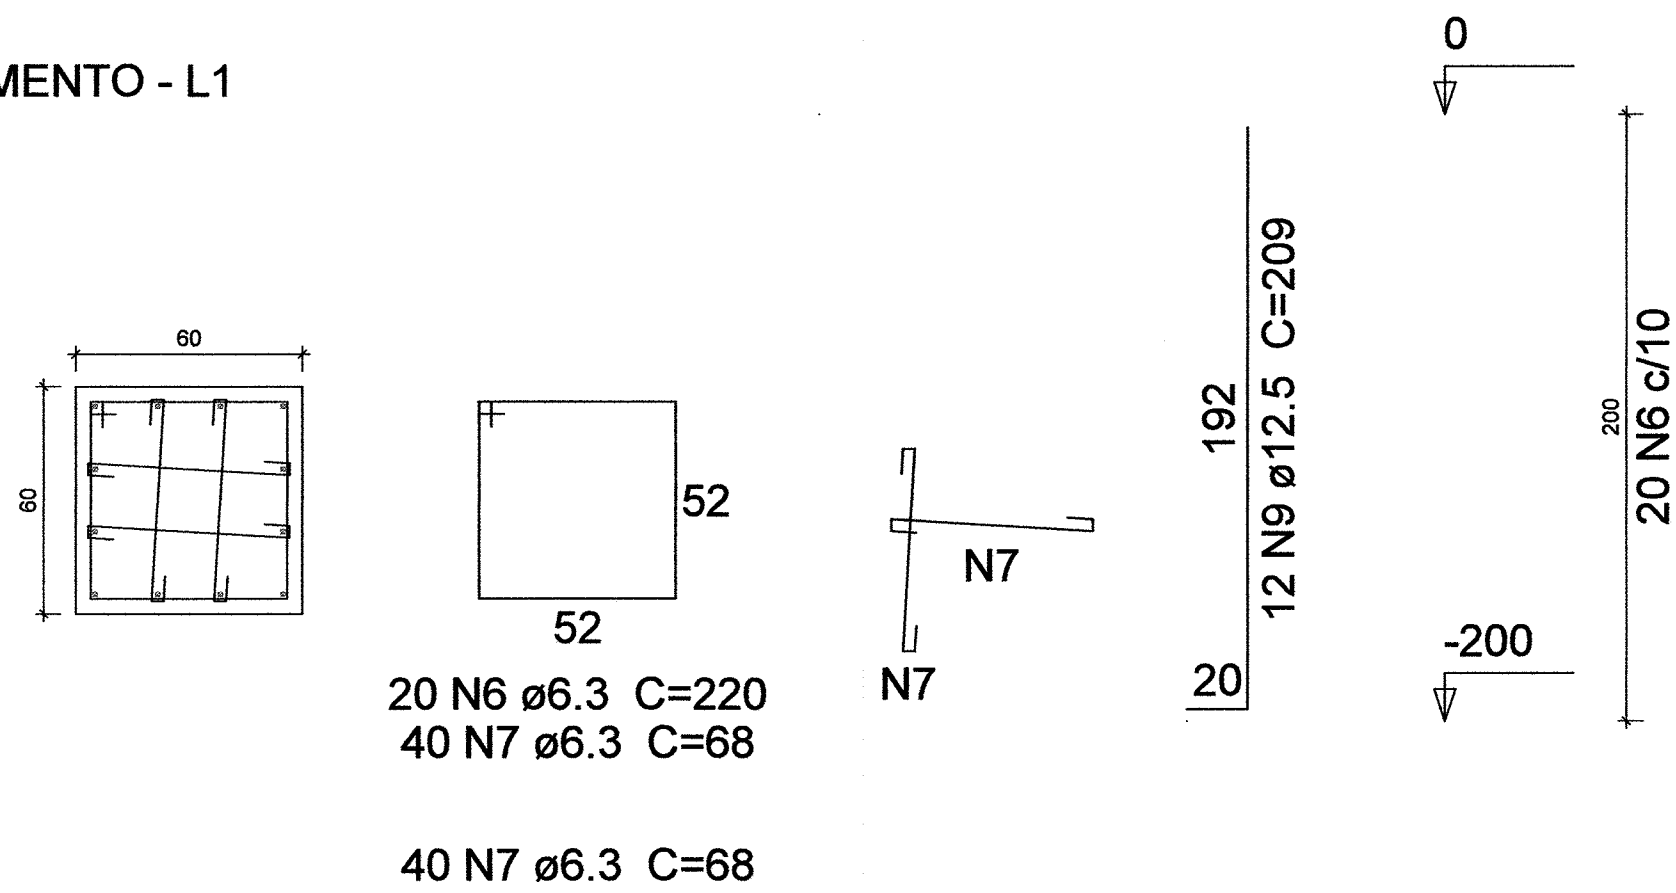 MENTO - L1
0
60
60
52
52
20 N6 ø6.3 C=220
40 N7 ø6.3 C=68
40 N7 ø6.3 C=68
N7
N7
192
20
12 N9 ø12.5 C=209
-200
200
20 N6 c/10